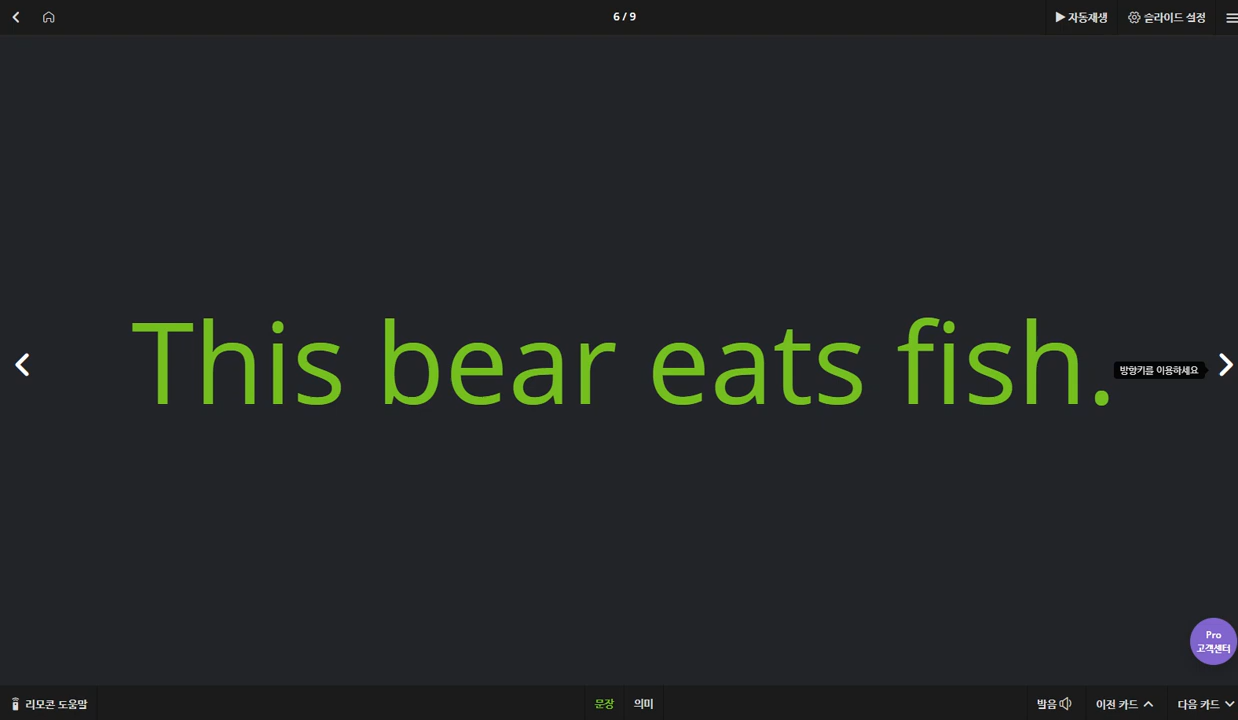 6 / 9
자동재생
슬라이드 설정
This bear eats fish.
방향키를 이용하세요
Pro
고객센터
리모콘 도움말
문장
의미
발음
이전 카드
다음 카드